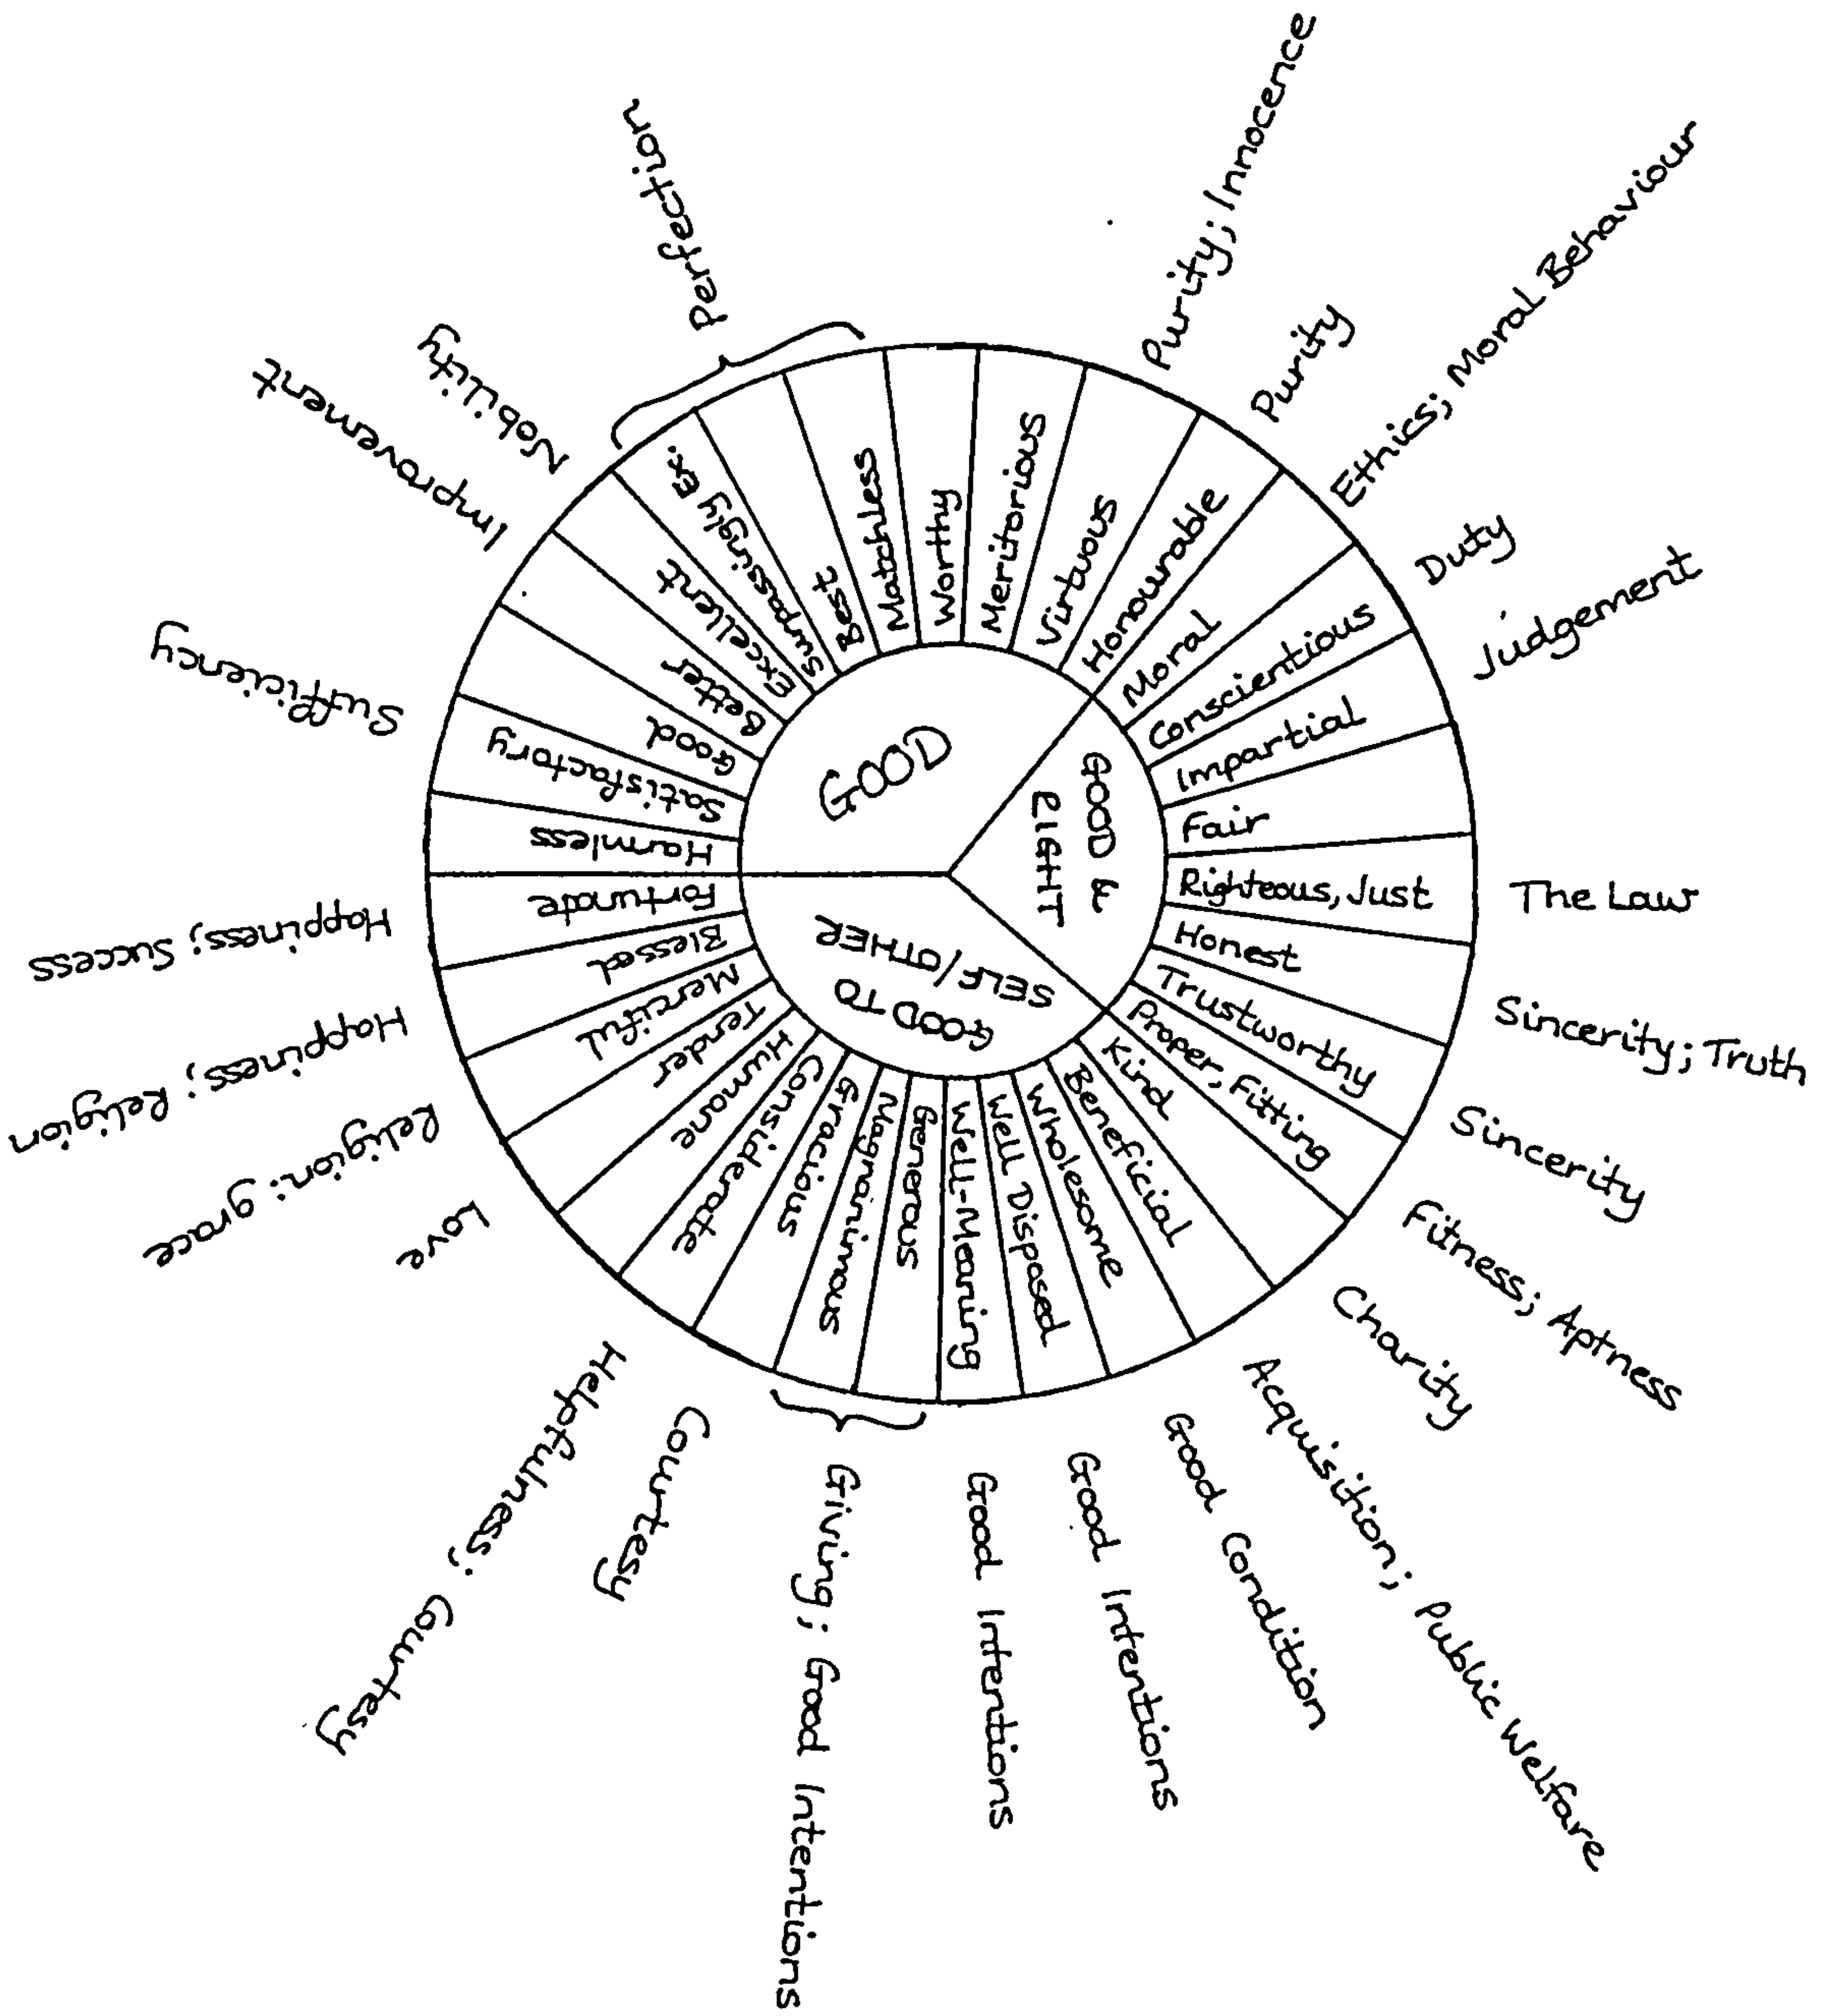 GOOD
GOOD &
RIGHT
GOOD TO
SELF/OTHER
Harmless
Satisfactory
Good
Better
Excellent
Surpassingly Ex.
Best
Matchless
Worthy
Meritorious
Virtuous
Honourable
Moral
Conscientious
Impartial
Fair
Righteous, Just
Honest
Trustworthy
Proper, Fitting
Kind
Beneficial
Wholesome
Well Disposed
Well-Meaning
Generous
Magnanimous
Gracious
Considerate
Humane
Tender
Merciful
Blessed
Fortunate
Sufficiency
Improvement
Nobility
Perfection
Purity; Innocence
Purity
Ethics; Moral Behaviour
Duty
Judgement
The Law
Sincerity; Truth
Sincerity
Fitness; Aptness
Charity
Acquisition; Public Welfare
Good Condition
Good Intentions
Good Intentions
Giving; Good Intentions
Courtesy
Helpfulness; Courtesy
Love
Religion: grace
Happiness; Religion
Happiness; Success